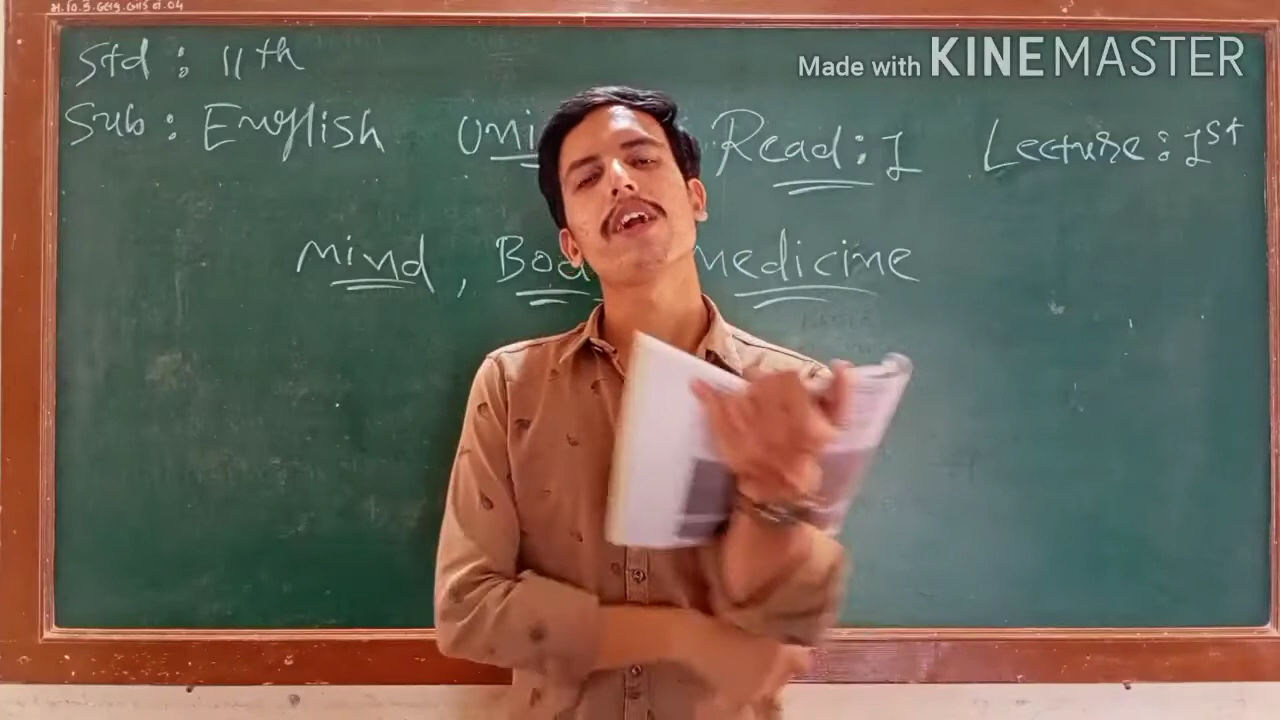 Made with KINEMASTER
Std : 11th
Sub : English Uni Read : I Lecture : 1st
Mind , Bod medicine